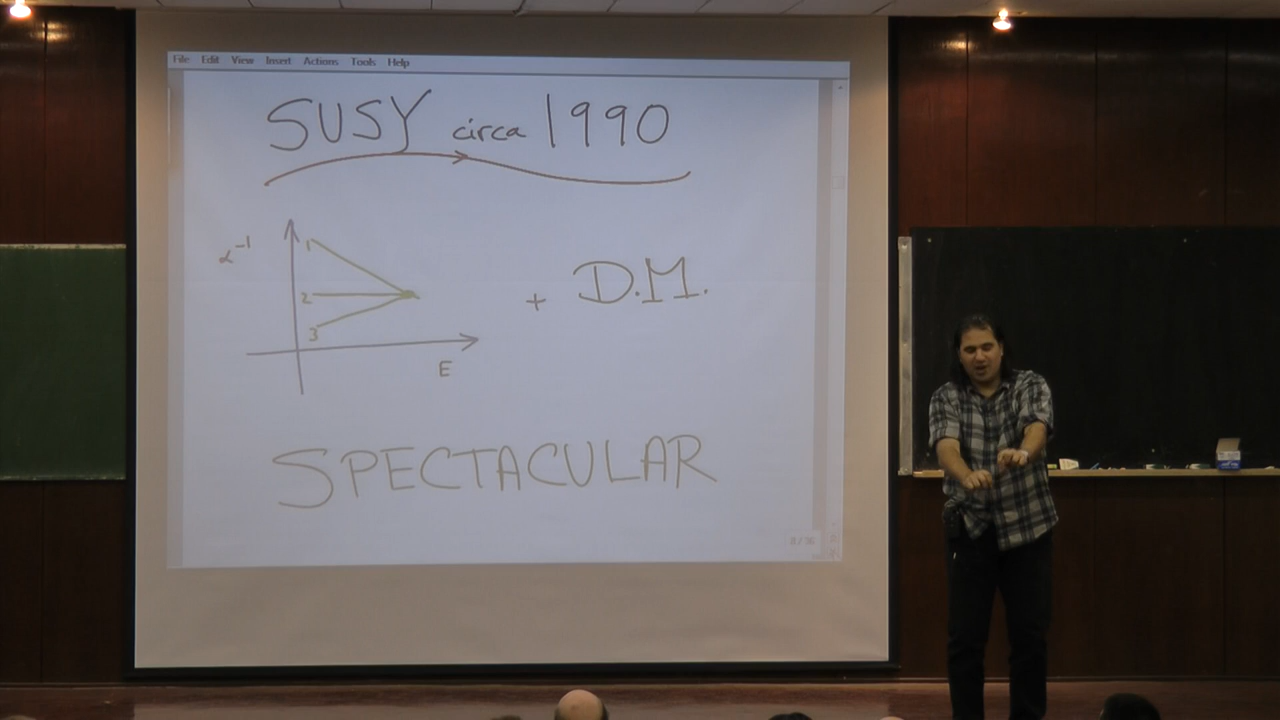 File Edit View Insert Actions Tools Help
SUSY circa 1990
α⁻¹
1
2
3
E
+ D.M.
SPECTACULAR